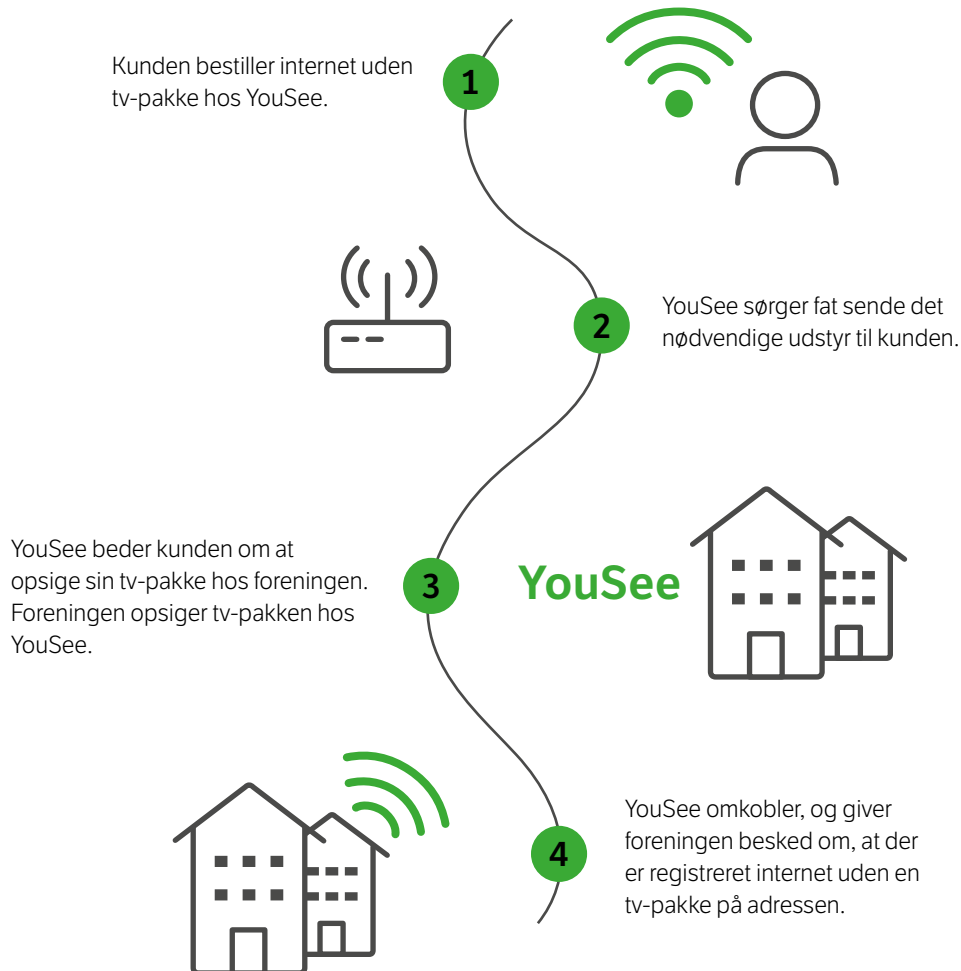 Kunden bestiller internet uden
tv-pakke hos YouSee.
1
2
YouSee sørger fat sende det
nødvendige udstyr til kunden.
YouSee beder kunden om at
opsige sin tv-pakke hos foreningen.
Foreningen opsiger tv-pakken hos
YouSee.
3
YouSee
4
YouSee omkobler, og giver
foreningen besked om, at der
er registreret internet uden en
tv-pakke på adressen.